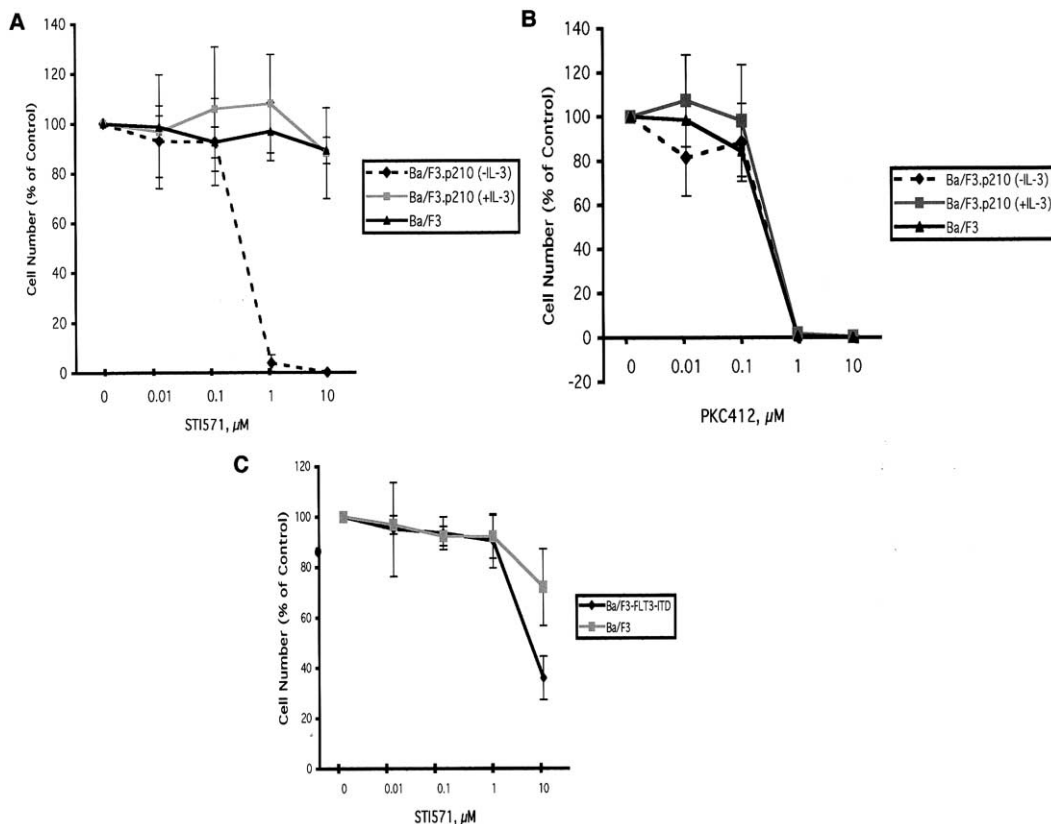 A
140
120
100
80
60
40
20
0
Cell Number (% of Control)
0 0.01 0.1 1 10
STI571, µM
Ba/F3.p210 (-IL-3)
Ba/F3.p210 (+IL-3)
Ba/F3
B
140
120
100
80
60
40
20
0
-20
Cell Number (% of Control)
0 0.01 0.1 1 10
PKC412, µM
Ba/F3.p210 (-IL-3)
Ba/F3.p210 (+IL-3)
Ba/F3
C
120
100
80
60
40
20
0
Cell Number (% of Control)
0 0.01 0.1 1 10
STI571, µM
Ba/F3-FLT3-ITD
Ba/F3